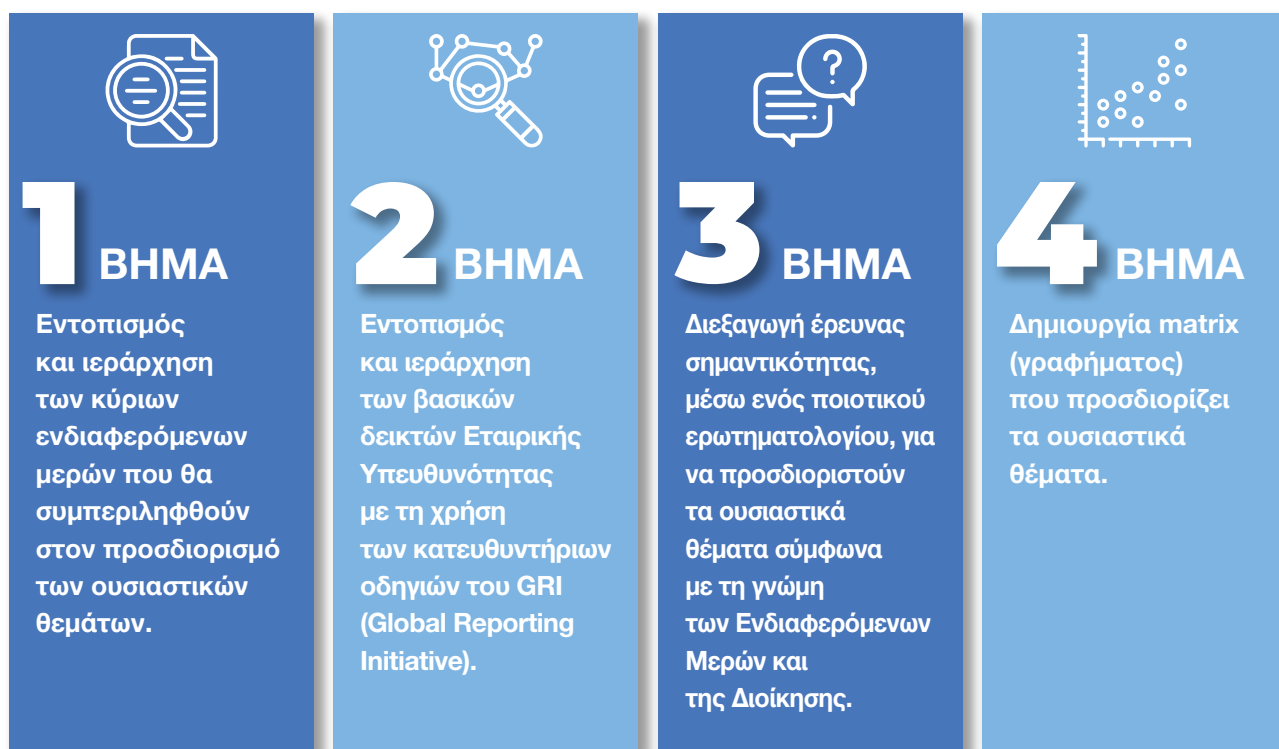 1 ΒΗΜΑ
Εντοπισμός
και ιεράρχηση
των κύριων
ενδιαφερόμενων
μερών που θα
συμπεριληφθούν
στον προσδιορισμό
των ουσιαστικών
θεμάτων.
2 ΒΗΜΑ
Εντοπισμός
και ιεράρχηση
των βασικών
δεικτών Εταιρικής
Υπευθυνότητας
με τη χρήση
των κατευθυντήριων
οδηγιών του GRI
(Global Reporting
Initiative).
3 ΒΗΜΑ
Διεξαγωγή έρευνας
σημαντικότητας,
μέσω ενός ποιοτικού
ερωτηματολογίου, για
να προσδιοριστούν
τα ουσιαστικά
θέματα σύμφωνα
με τη γνώμη
των Ενδιαφερόμενων
Μερών και
της Διοίκησης.
4 ΒΗΜΑ
Δημιουργία matrix
(γραφήματος)
που προσδιορίζει
τα ουσιαστικά
θέματα.